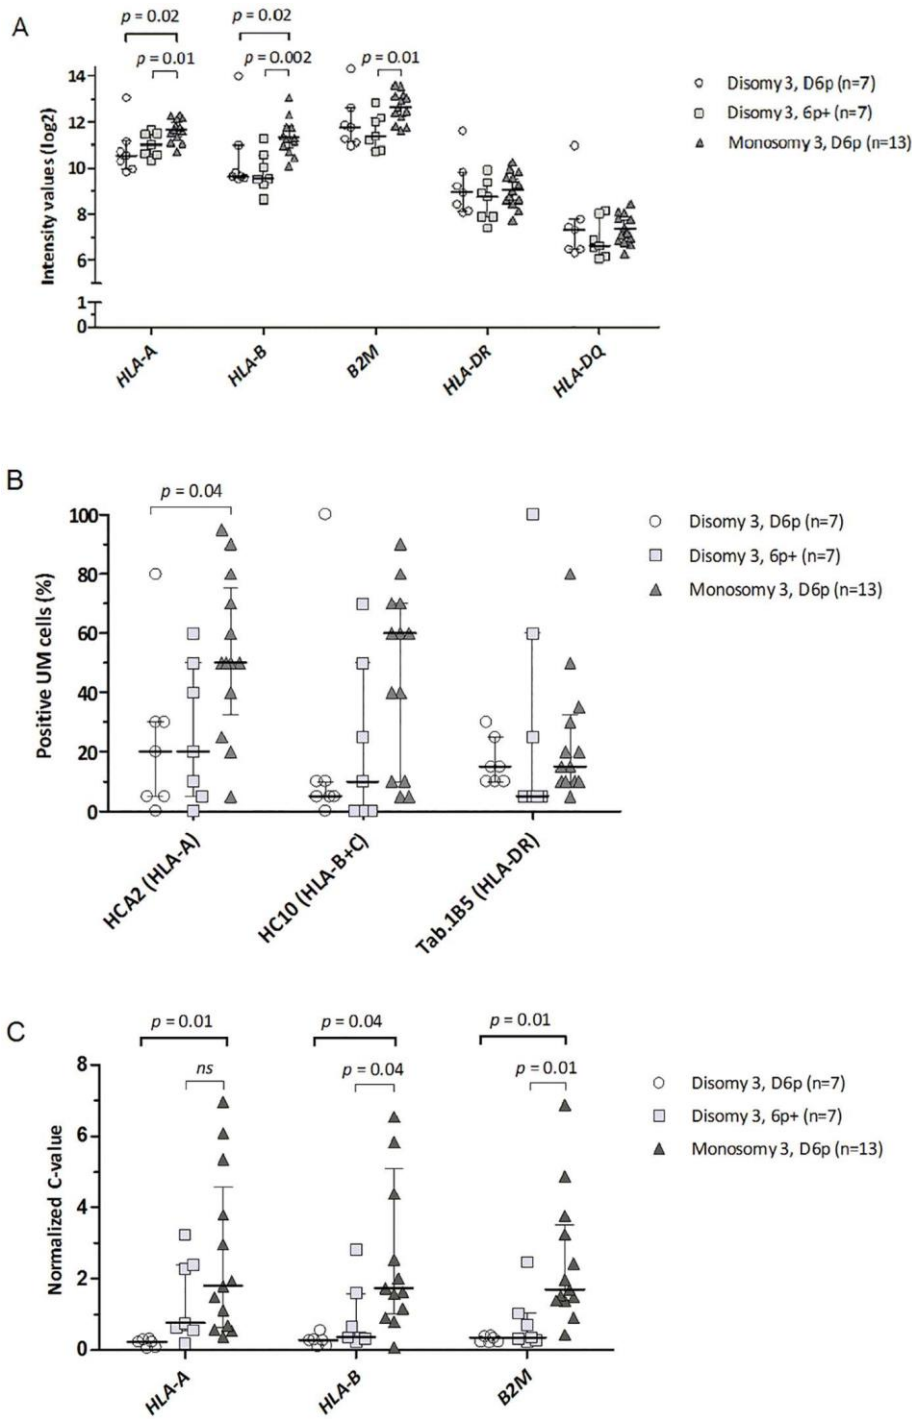 A
p = 0.02
p = 0.02
p = 0.01
p = 0.002
p = 0.01
Intensity values (log2)
14
12
10
8
6
1
0
HLA-A
HLA-B
B2M
HLA-DR
HLA-DQ
Disomy 3, D6p (n=7)
Disomy 3, 6p+ (n=7)
Monosomy 3, D6p (n=13)
B
p = 0.04
Positive UM cells (%)
100
80
60
40
20
0
HCA2 (HLA-A)
HC10 (HLA-B+C)
Tab.1B5 (HLA-DR)
Disomy 3, D6p (n=7)
Disomy 3, 6p+ (n=7)
Monosomy 3, D6p (n=13)
C
p = 0.01
p = 0.04
p = 0.01
ns
p = 0.04
p = 0.01
Normalized C-value
8
6
4
2
0
HLA-A
HLA-B
B2M
Disomy 3, D6p (n=7)
Disomy 3, 6p+ (n=7)
Monosomy 3, D6p (n=13)